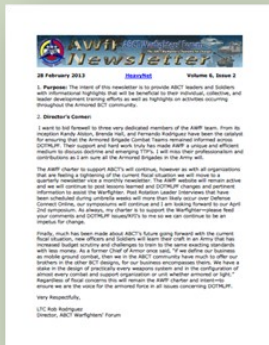 AWfF ABCT Warfighters' Forum
Newsletter
28 February 2013 HeavyNet Volume 6, Issue 2
1. Purpose: The intent of this newsletter is to provide ABCT leaders and Soldiers
with informational highlights that will be beneficial to their individual, collective, and
leader development training efforts as well as highlights on activities occurring
throughout the Armored BCT community.
2. Director's Corner:
I want to bid farewell to three very dedicated members of the AWfF team. From its
inception Randy Alston, Brenda Hall, and Fernando Rodriguez have been the catalyst
for ensuring that the Armored Brigade Combat Teams remained informed across
DOTMLPF. Their support and hard work truly has made AWfF a unique and efficient
medium to discuss doctrine and emerging TTP's. I will miss their professionalism and
contributions as I am sure all the Armored Brigades in the Army will.
The AWfF charter to support ABCT's will continue, however as with all organizations
that are feeling a tightening of the current fiscal situation we will move to a
quarterly newsletter vice a monthly newsletter. The AWfF website will remain active
and we will continue to post lessons learned and DOTMLPF changes and pertinent
information to assist the Warfighter. Post Rotation Leader Interviews that have
been scheduled during umbrella weeks will more than likely occur over Defense
Connect Online, our symposiums will continue and I am looking forward to our April
2nd symposium. As always, my charter is to support the Warfighter—please feed
your comments and DOTMLPF issues/RFI's to me so we can continue to be an
impetus for change.
Finally, much has been made about ABCT's future going forward with the current
fiscal situation, new officers and Soldiers will learn their craft in an Army that has
increased budget scrutiny and challenges to train to the same exacting standards
with less money. As a former Chief of Armor once said, "if we define our business
as mobile ground combat, then we in the ABCT community have much to offer our
brothers in the other BCT designs, for our business encompasses theirs. We have a
stake in the design of practically every weapons system and in the configuration of
almost every combat and support organization or unit whether armored or light."
Regardless of fiscal concerns this will remain the AWfF charter and intent—to
ensure we are the voice for the armored force in all issues concerning DOTMLPF.
Very Respectfully,
LTC Rob Rodriguez
Director, ABCT Warfighters' Forum